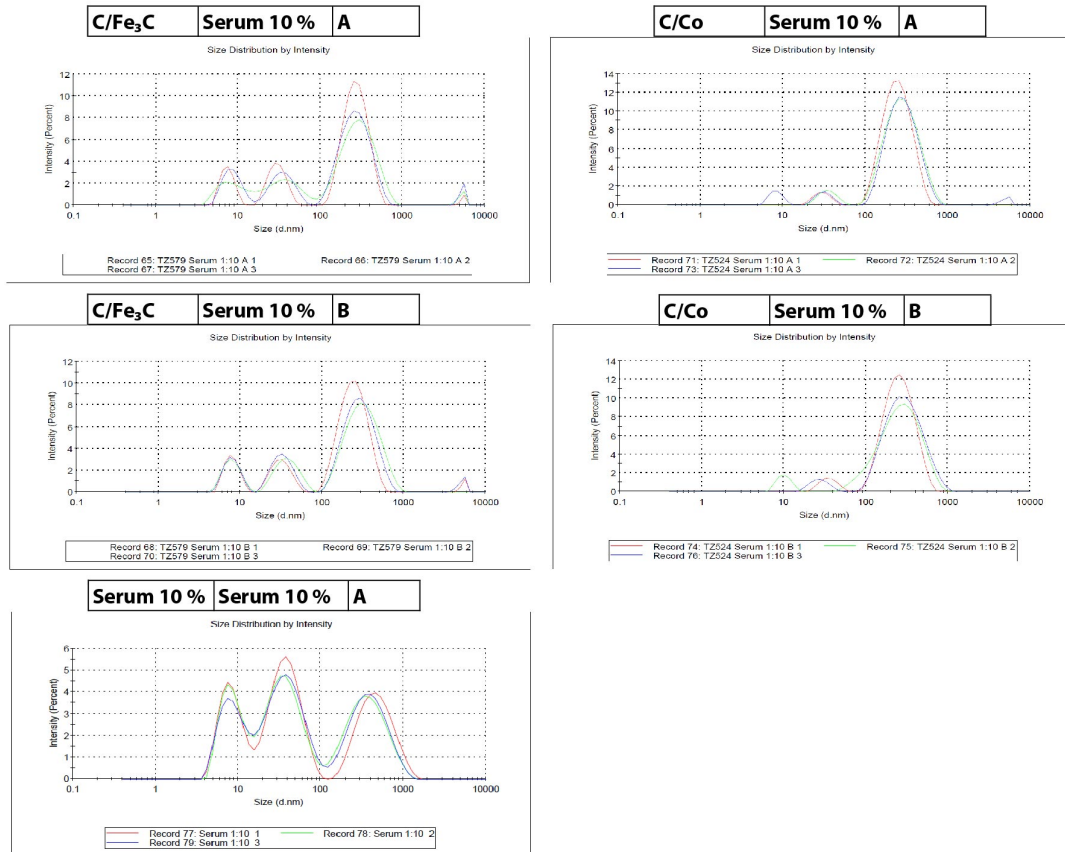 C/Fe₃C Serum 10 % A
Size Distribution by Intensity
Intensity (Percent)
12
10
8
6
4
2
0
0.1 1 10 100 1000 10000
Size (d.nm)
Record 65: TZ579 Serum 1:10 A 1 Record 66: TZ579 Serum 1:10 A 2
Record 67: TZ579 Serum 1:10 A 3
C/Co Serum 10 % A
Size Distribution by Intensity
Intensity (Percent)
14
12
10
8
6
4
2
0
0.1 1 10 100 1000 10000
Size (d.nm)
Record 71: TZ524 Serum 1:10 A 1 Record 72: TZ524 Serum 1:10 A 2
Record 73: TZ524 Serum 1:10 A 3
C/Fe₃C Serum 10 % B
Size Distribution by Intensity
Intensity (Percent)
12
10
8
6
4
2
0
0.1 1 10 100 1000 10000
Size (d.nm)
Record 68: TZ579 Serum 1:10 B 1 Record 69: TZ579 Serum 1:10 B 2
Record 70: TZ579 Serum 1:10 B 3
C/Co Serum 10 % B
Size Distribution by Intensity
Intensity (Percent)
14
12
10
8
6
4
2
0
0.1 1 10 100 1000 10000
Size (d.nm)
Record 74: TZ524 Serum 1:10 B 1 Record 75: TZ524 Serum 1:10 B 2
Record 76: TZ524 Serum 1:10 B 3
Serum 10 % Serum 10 % A
Size Distribution by Intensity
Intensity (Percent)
6
5
4
3
2
1
0
0.1 1 10 100 1000 10000
Size (d.nm)
Record 77: Serum 1:10 1 Record 78: Serum 1:10 2
Record 79: Serum 1:10 3